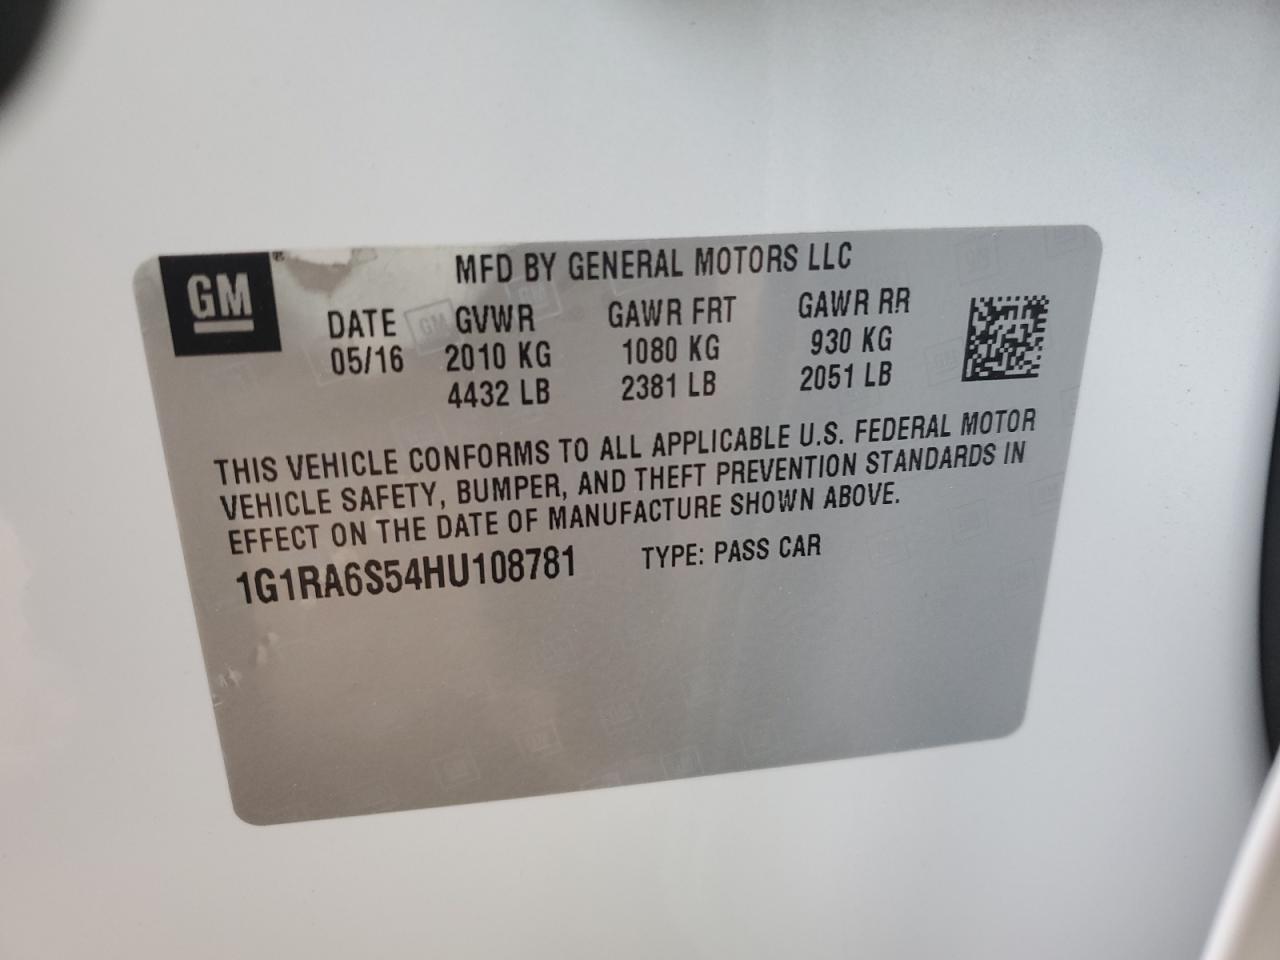 GM
MFD BY GENERAL MOTORS LLC
DATE GVWR GAWR FRT GAWR RR
05/16 2010 KG 1080 KG 930 KG
4432 LB 2381 LB 2051 LB
THIS VEHICLE CONFORMS TO ALL APPLICABLE U.S. FEDERAL MOTOR
VEHICLE SAFETY, BUMPER, AND THEFT PREVENTION STANDARDS IN
EFFECT ON THE DATE OF MANUFACTURE SHOWN ABOVE.
1G1RA6S54HU108781 TYPE: PASS CAR